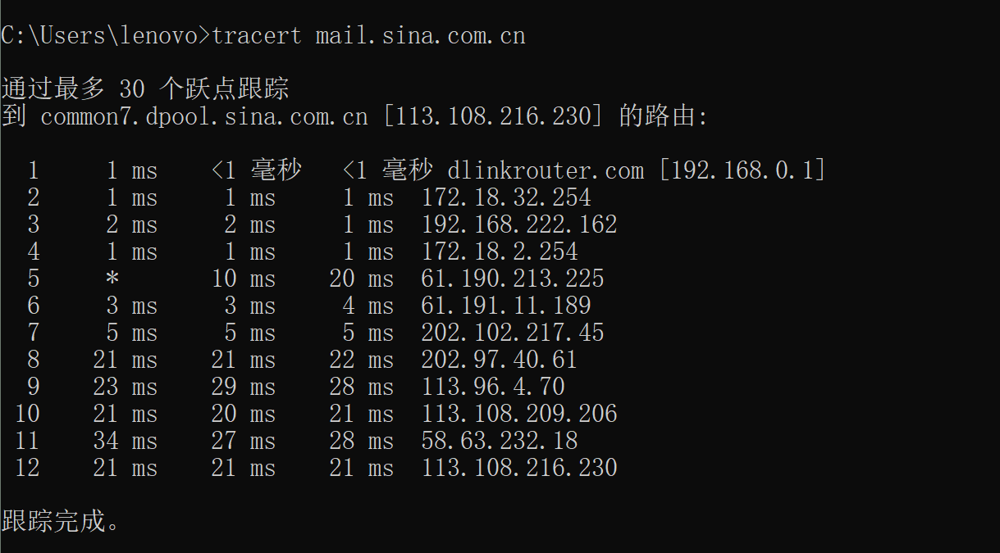 C:\Users\lenovo>tracert mail.sina.com.cn
通过最多 30 个跃点跟踪
到 common7.dpool.sina.com.cn [113.108.216.230] 的路由:
1 1 ms <1 毫秒 <1 毫秒 dlinkrouter.com [192.168.0.1]
2 1 ms 1 ms 1 ms 172.18.32.254
3 2 ms 2 ms 1 ms 192.168.222.162
4 1 ms 1 ms 1 ms 172.18.2.254
5 * 10 ms 20 ms 61.190.213.225
6 3 ms 3 ms 4 ms 61.191.11.189
7 5 ms 5 ms 5 ms 202.102.217.45
8 21 ms 21 ms 22 ms 202.97.40.61
9 23 ms 29 ms 28 ms 113.96.4.70
10 21 ms 20 ms 21 ms 113.108.209.206
11 34 ms 27 ms 28 ms 58.63.232.18
12 21 ms 21 ms 21 ms 113.108.216.230
跟踪完成。